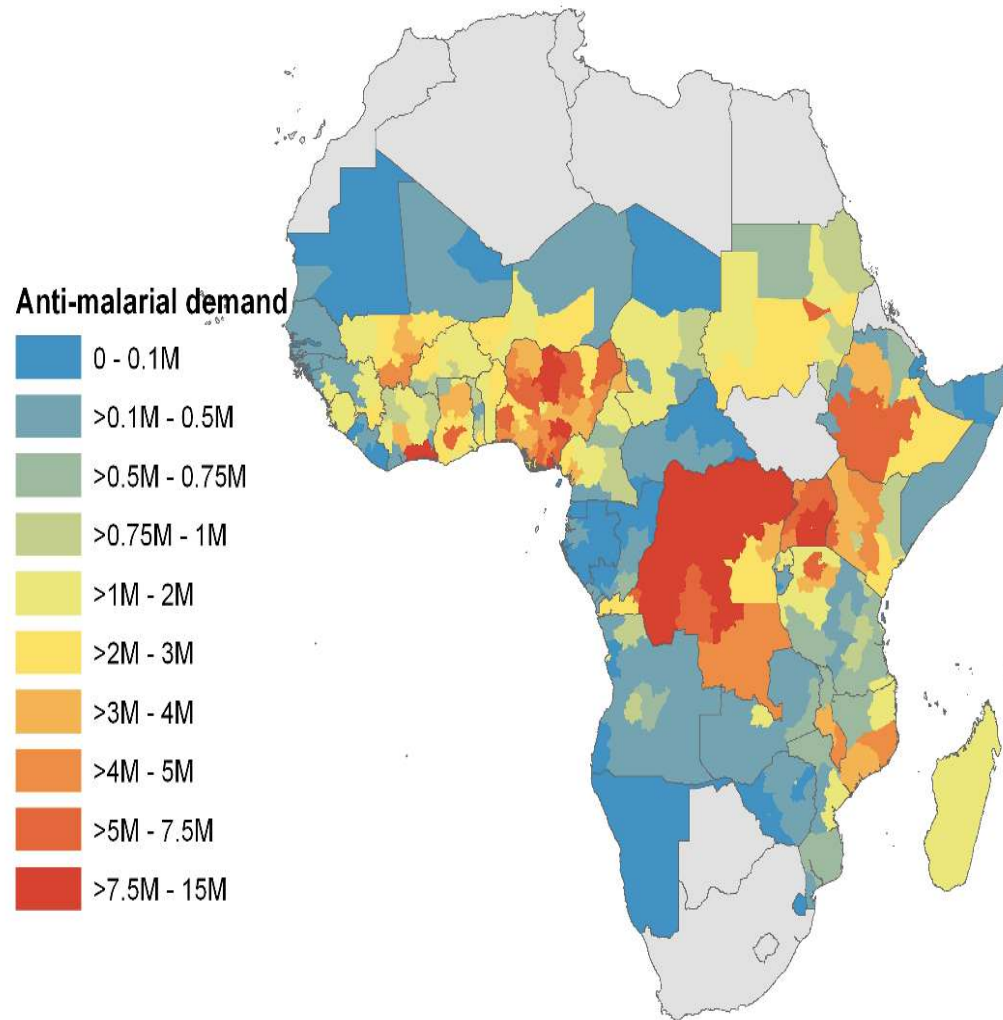 Anti-malarial demand
0 - 0.1M
>0.1M - 0.5M
>0.5M - 0.75M
>0.75M - 1M
>1M - 2M
>2M - 3M
>3M - 4M
>4M - 5M
>5M - 7.5M
>7.5M - 15M